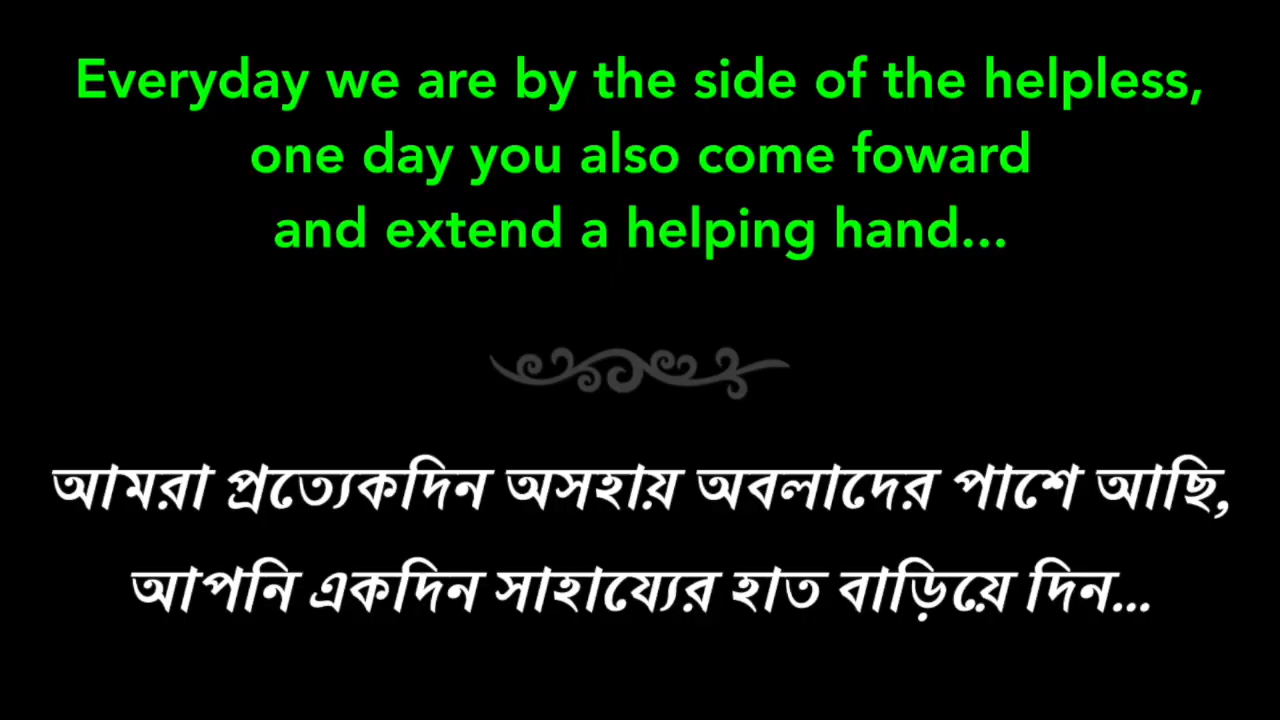 Everyday we are by the side of the helpless,
one day you also come foward
and extend a helping hand...
আমরা প্রত্যেকদিন অসহায় অবলাদের পাশে আছি,
আপনি একদিন সাহায্যের হাত বাড়িয়ে দিন...